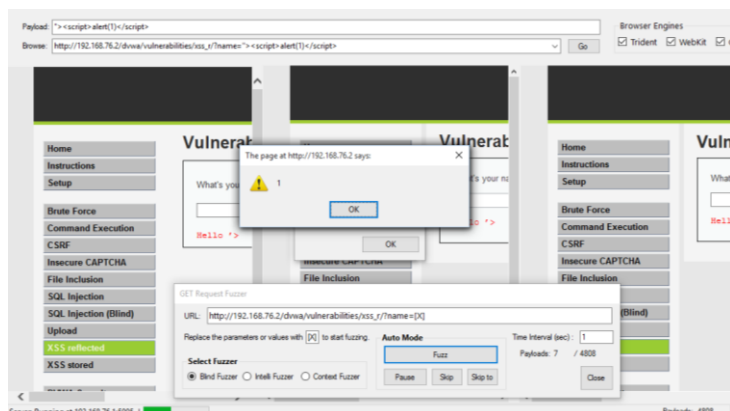 Payload: "><script>alert(1)</script>
Browser Engines
Browse: http://192.168.76.2/dvwa/vulnerabilities/xss_r/?name="><script>alert(1)</script>
Go
Trident WebKit
Home
Instructions
Setup
Brute Force
Command Execution
CSRF
Insecure CAPTCHA
File Inclusion
SQL Injection
SQL Injection (Blind)
Upload
XSS reflected
XSS stored
Vulnerab
What's you
Hello '>
The page at http://192.168.76.2 says:
1
OK
OK
Insecure CAPTCHA
File Inclusion
Vulnerab
t's your na
lo '>
Home
Instructions
Setup
Brute Force
Command Execution
CSRF
Insecure CAPTCHA
File Inclusion
(Blind)
Vuln
What
Hell
GET Request Fuzzer
URL: http://192.168.76.2/dvwa/vulnerabilities/xss_r/?name=[X]
Replace the parameters or values with [X] to start fuzzing.
Select Fuzzer
Blind Fuzzer Intelli Fuzzer Context Fuzzer
Auto Mode
Fuzz
Pause Skip Skip to
Time Interval (sec) : 1
Payloads: 7 / 4808
Close